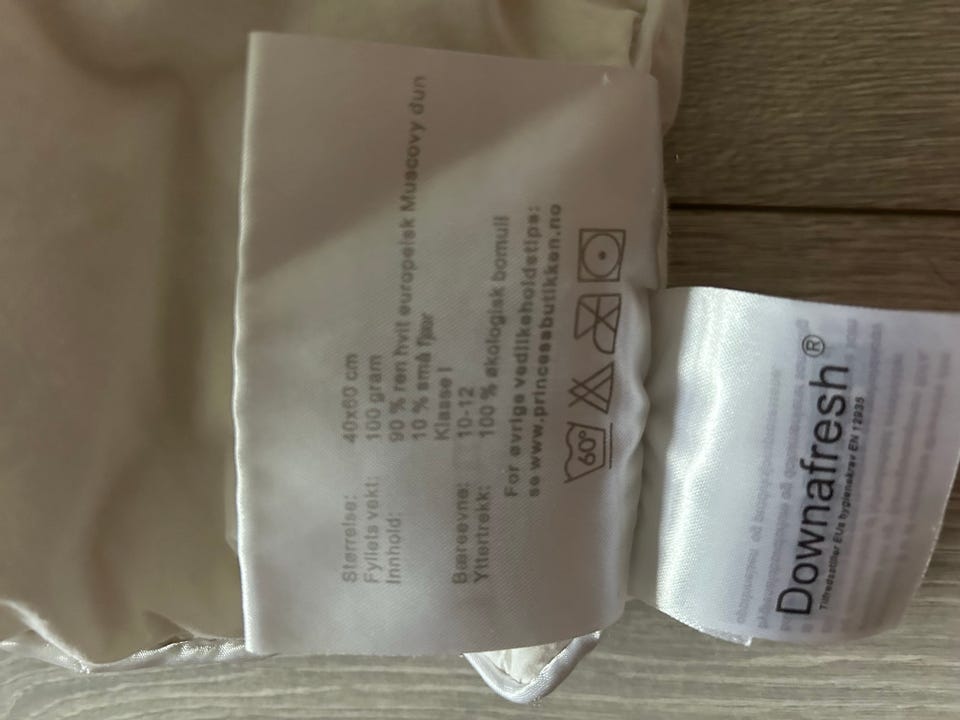 Størrelse: 40x60 cm
Fyllets vekt: 100 gram
Innhold: 90 % ren hvit europeisk Muscovy dun
10 % små fjær
Klasse I
Bæreevne: 10-12
Yttertrekk: 100 % økologisk bomull
For øvrige vedlikeholdstips:
se www.princessbutikken.no
60°
Downafresh®
Tilfredsstiller EUs hygienekrav EN 12935